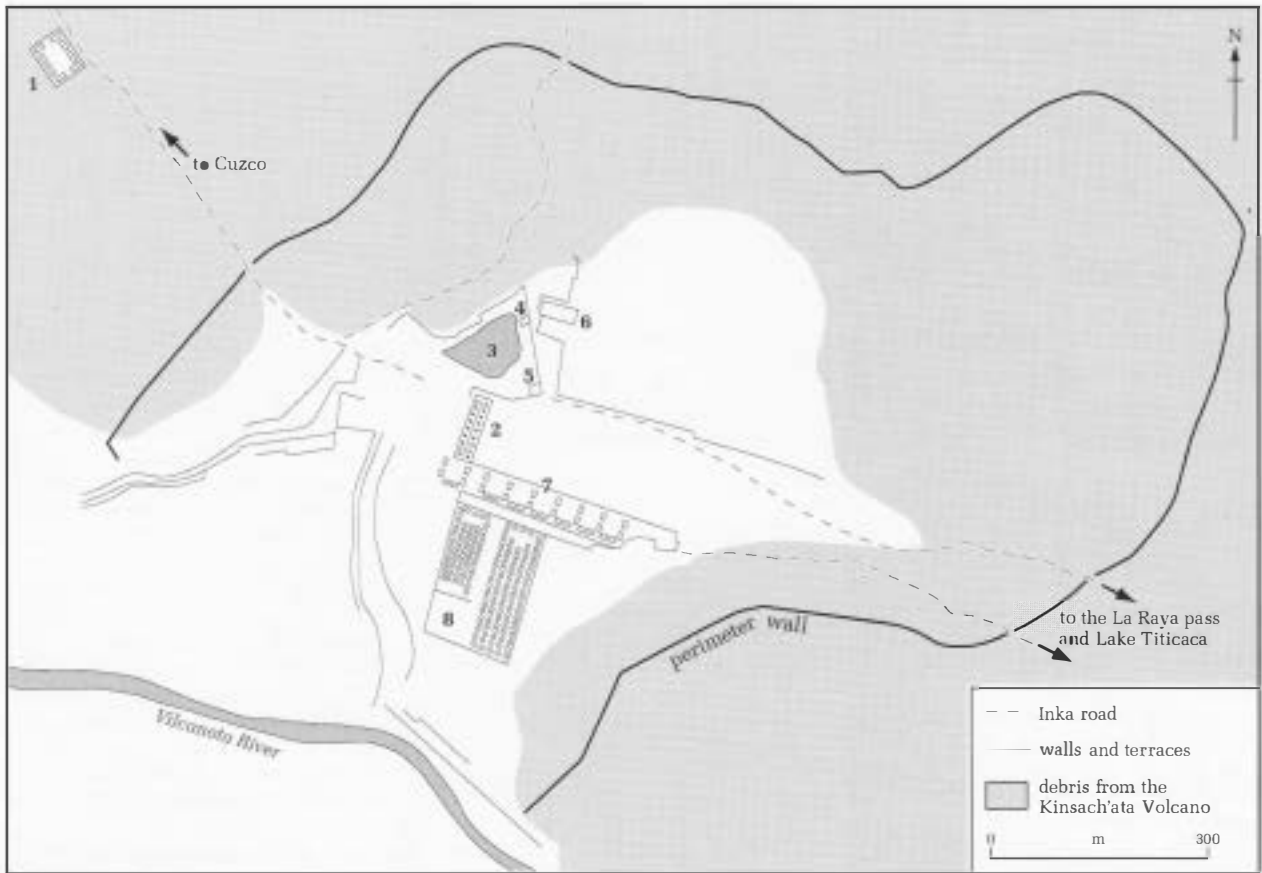 N
1
to Cuzco
4
6
3
5
2
7
8
perimeter wall
to the La Raya pass
and Lake Titicaca
Vilcanota River
Inka road
walls and terraces
debris from the
Kinsach'ata Volcano
0 m 300